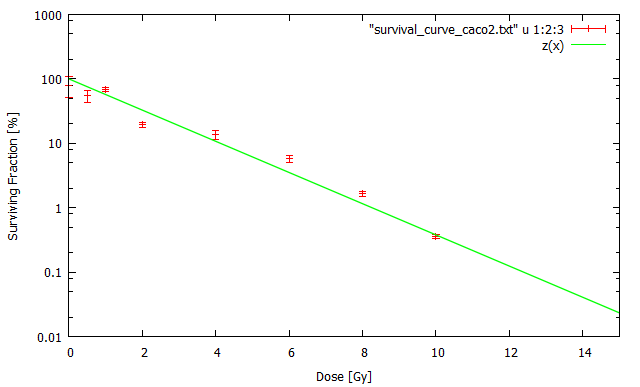 "survival_curve_caco2.txt" u 1:2:3
z(x)
1000
100
10
1
0.1
0.01
Surviving Fraction [%]
0 2 4 6 8 10 12 14
Dose [Gy]